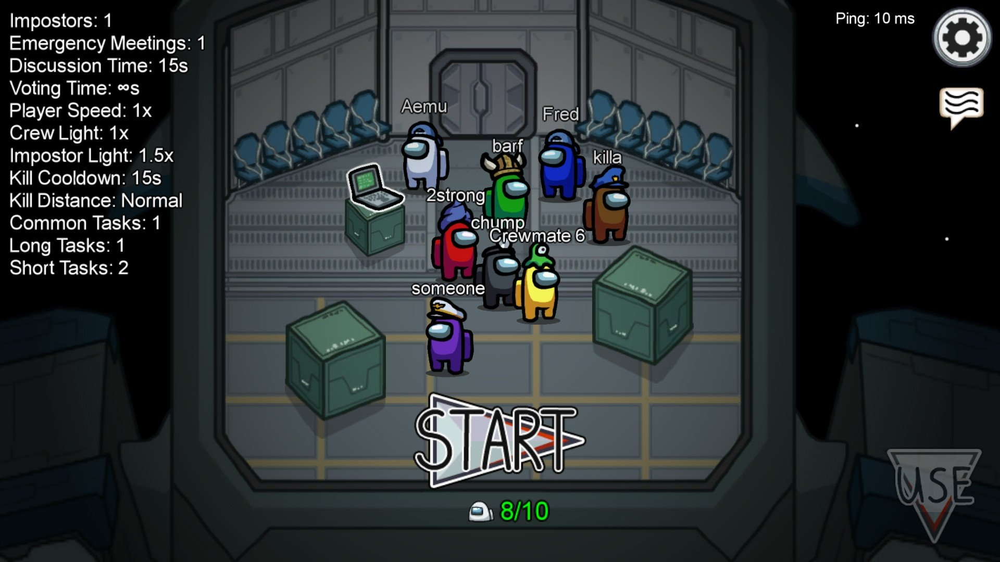 Impostors: 1
Emergency Meetings: 1
Discussion Time: 15s
Voting Time: ∞s
Player Speed: 1x
Crew Light: 1x
Impostor Light: 1.5x
Kill Cooldown: 15s
Kill Distance: Normal
Common Tasks: 1
Long Tasks: 1
Short Tasks: 2
Ping: 10 ms
Aemu
Fred
barf
killa
2strong
chump
Crewmate 6
someone
START
8/10
USE